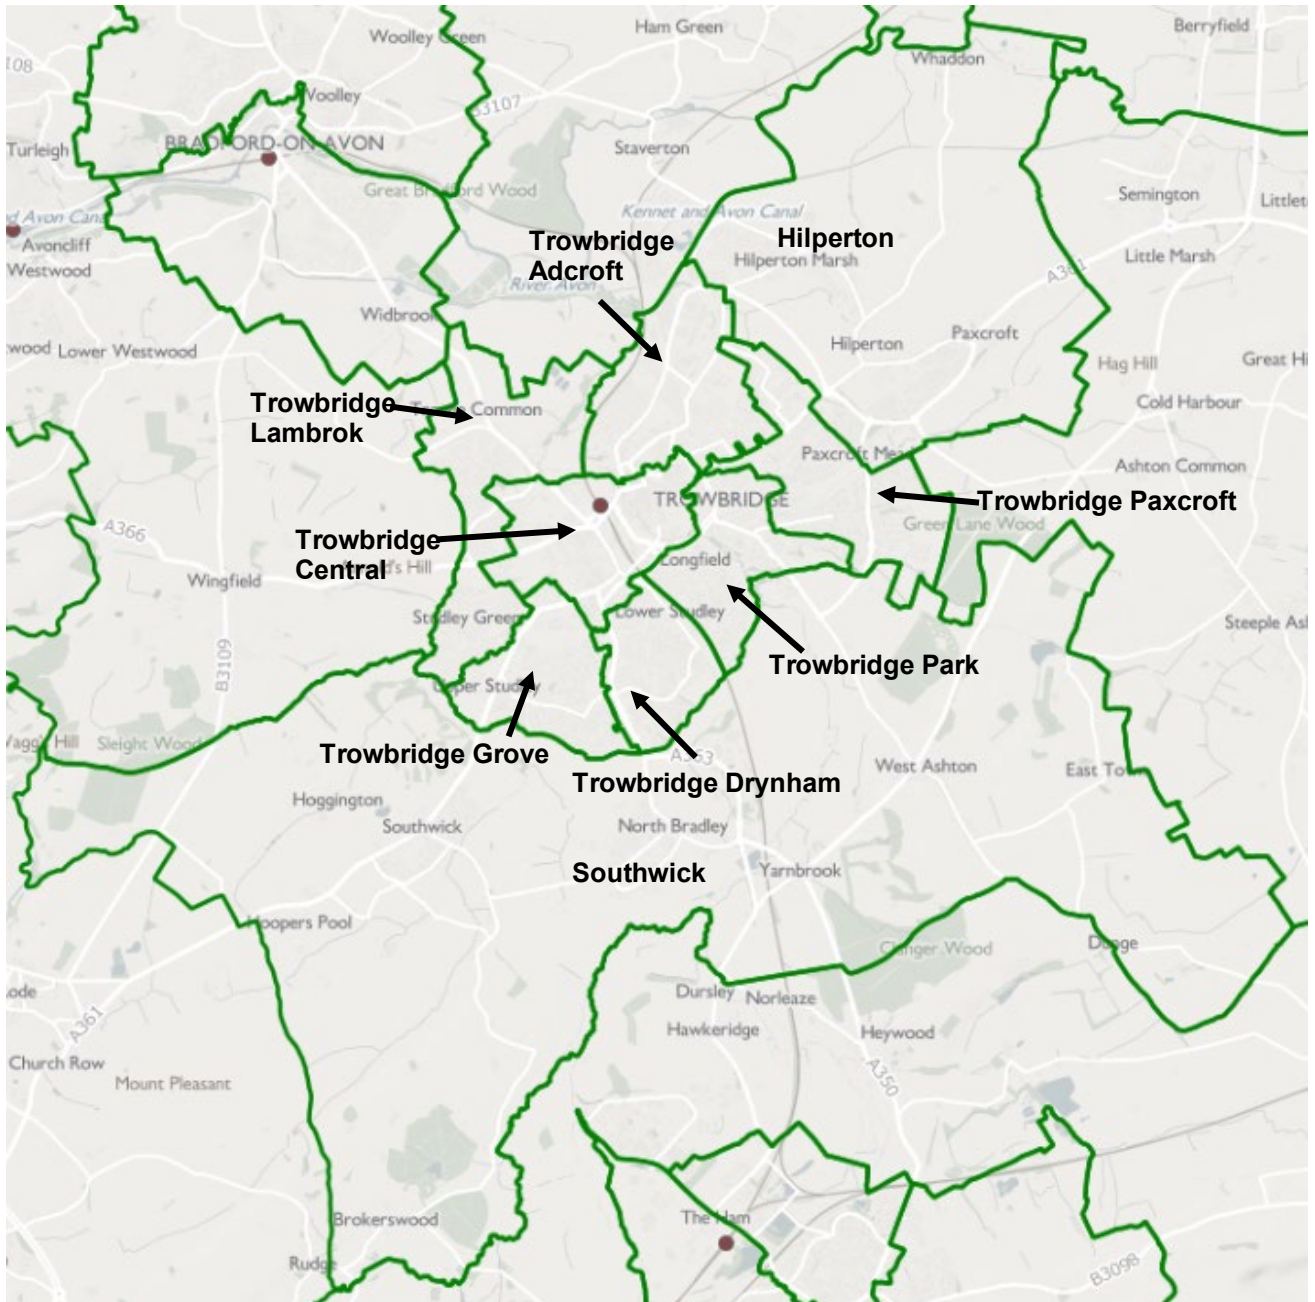 Ham Green
Berryfield
Woolley Green
Whaddon
108
Woolley
B3107
BRADFORD-ON-AVON
Turleigh
Staverton
Great Bradford Wood
Semington
Kennet and Avon Canal
d Avon Cana
Trowbridge
Adcroft
Hilperton
Avoncliff
Westwood
Hilperton Marsh
A361
Little Marsh
River Avon
Widbrook
Paxcroft
Hilperton
wood
Lower Westwood
Hag Hill
Trowbridge
Lambrok
Common
Cold Harbour
Paxcroft Mea
Ashton Common
TROWBRIDGE
Trowbridge Paxcroft
Green Lane Wood
A366
Trowbridge
Central
Longfield
d's Hill
Wingfield
Lower Studley
Studley Green
Steeple Ash
B3109
Trowbridge Park
Upper Studley
Sleight Wood
Trowbridge Grove
West Ashton
Trowbridge Drynham
Hoggington
Southwick
North Bradley
Southwick
Yarnbrook
Hoopers Pool
Clanger Wood
Dursley
Norleaze
Hawkeridge
Heywood
A361
Church Row
Mount Pleasant
A350
Brokerswood
The Ham
Rudge
B3098